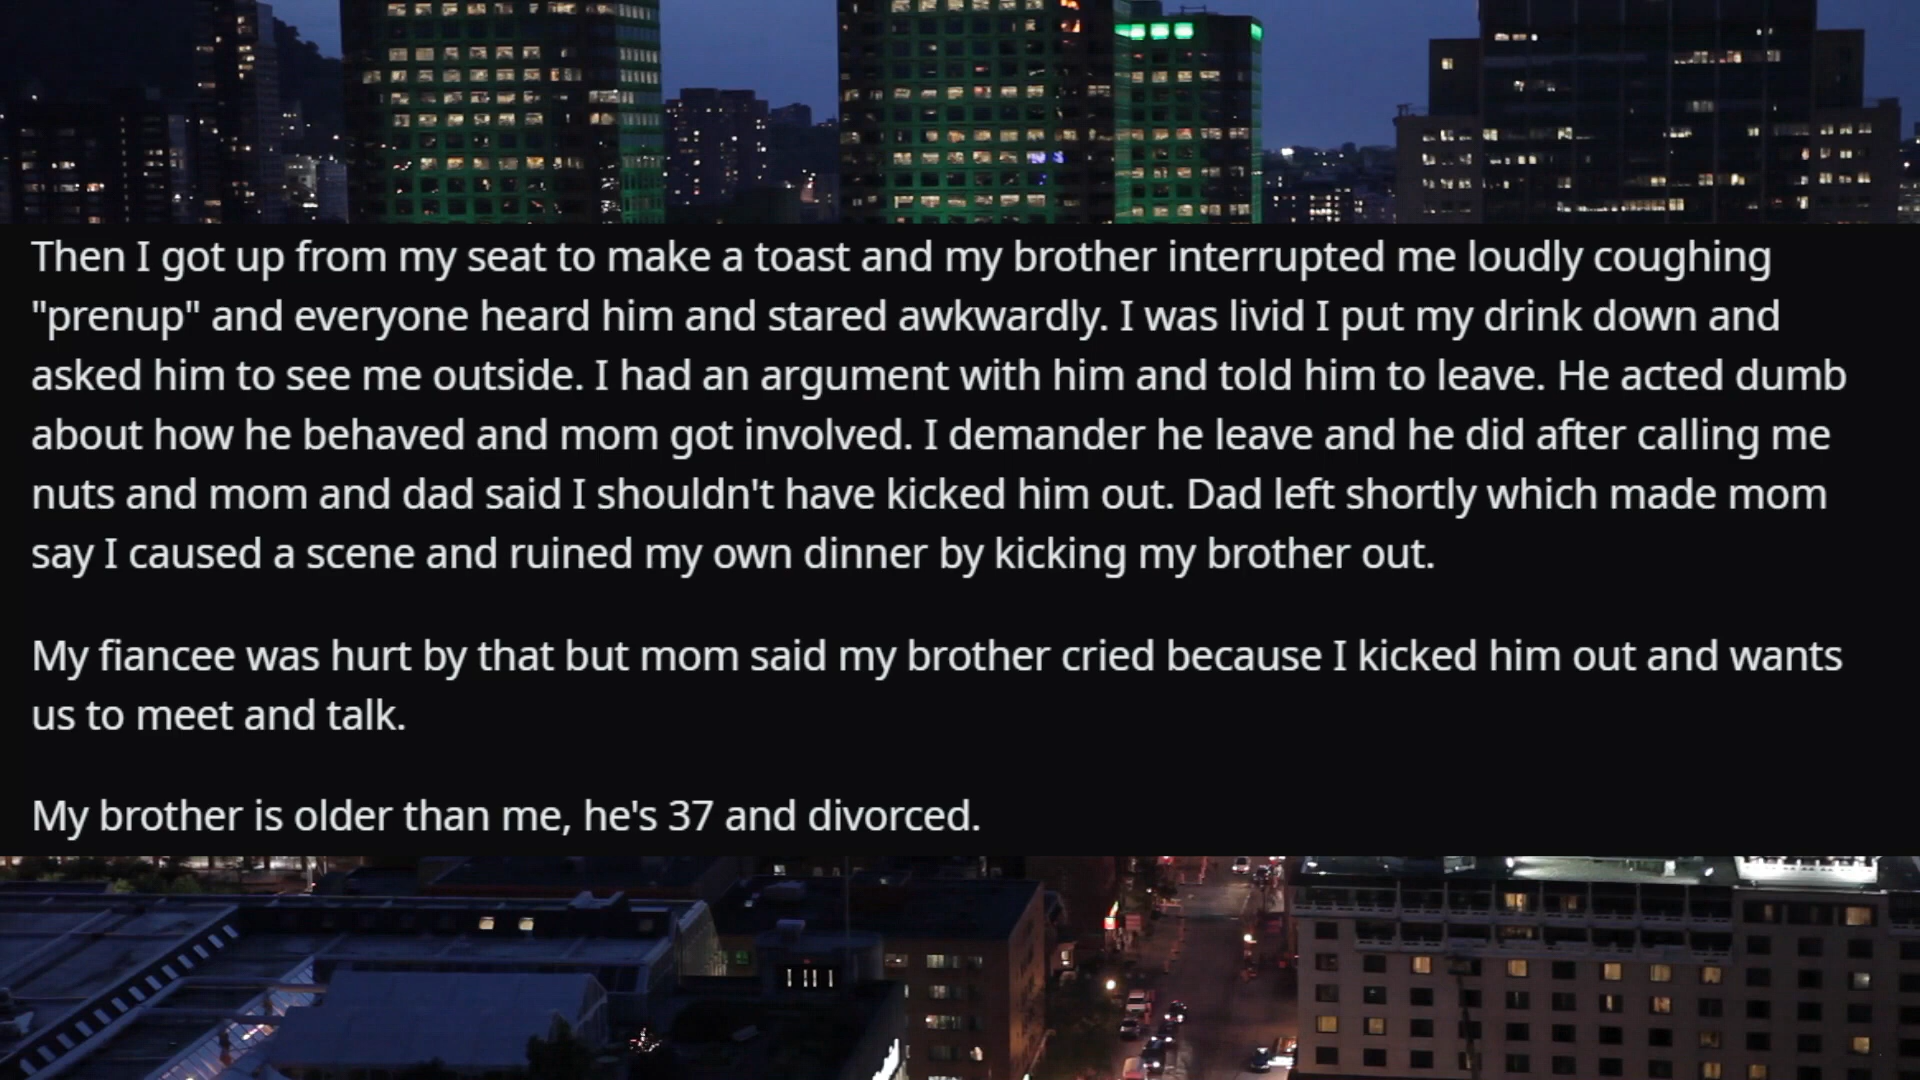 Then I got up from my seat to make a toast and my brother interrupted me loudly coughing
"prenup" and everyone heard him and stared awkwardly. I was livid I put my drink down and
asked him to see me outside. I had an argument with him and told him to leave. He acted dumb
about how he behaved and mom got involved. I demander he leave and he did after calling me
nuts and mom and dad said I shouldn't have kicked him out. Dad left shortly which made mom
say I caused a scene and ruined my own dinner by kicking my brother out.
My fiancee was hurt by that but mom said my brother cried because I kicked him out and wants
us to meet and talk.
My brother is older than me, he's 37 and divorced.